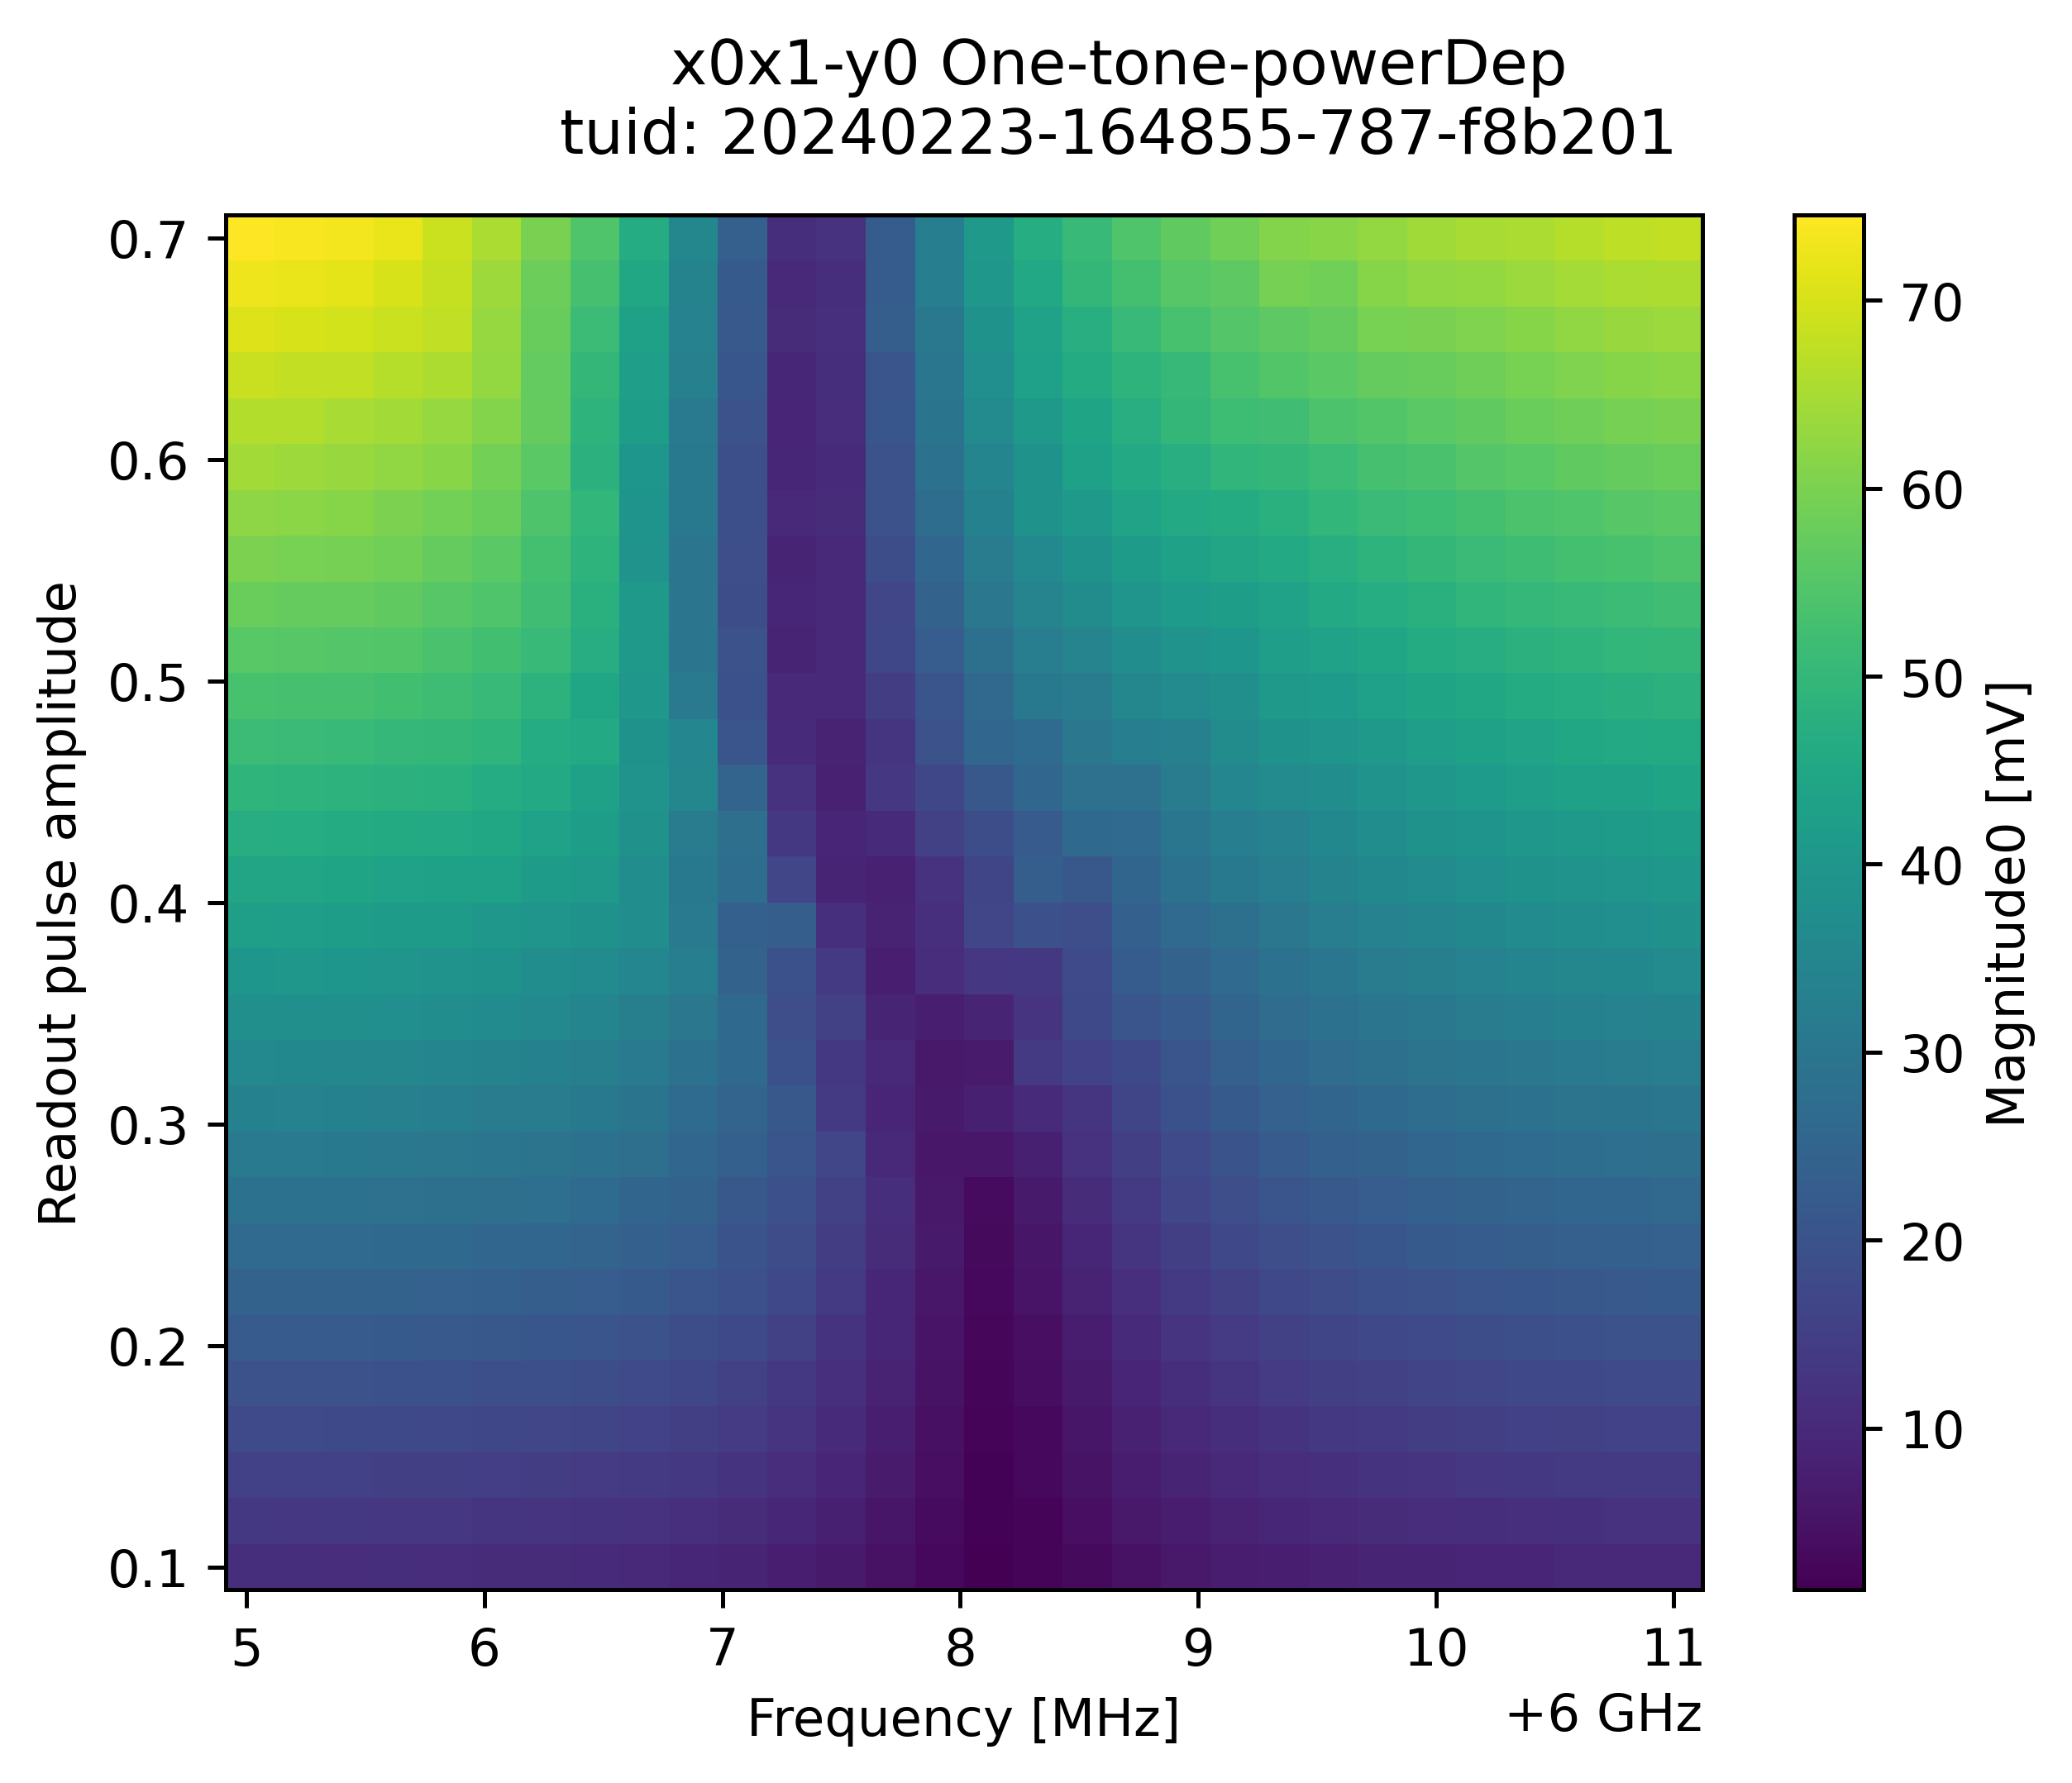 x0x1-y0 One-tone-powerDep
tuid: 20240223-164855-787-f8b201
Readout pulse amplitude
0.7
0.6
0.5
0.4
0.3
0.2
0.1
5 6 7 8 9 10 11
Frequency [MHz]
+6 GHz
70
60
50
40
30
20
10
Magnitude0 [mV]